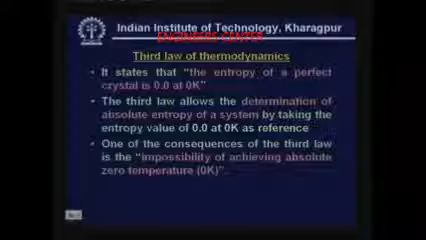 Indian Institute of Technology, Kharagpur
ENGINEERS CENTER
Third law of thermodynamics
• It states that “the entropy of a perfect
crystal is 0.0 at 0K”
• The third law allows the determination of
absolute entropy of a system by taking the
entropy value of 0.0 at 0K as reference
• One of the consequences of the third law
is the “impossibility of achieving absolute
zero temperature (0K)”.